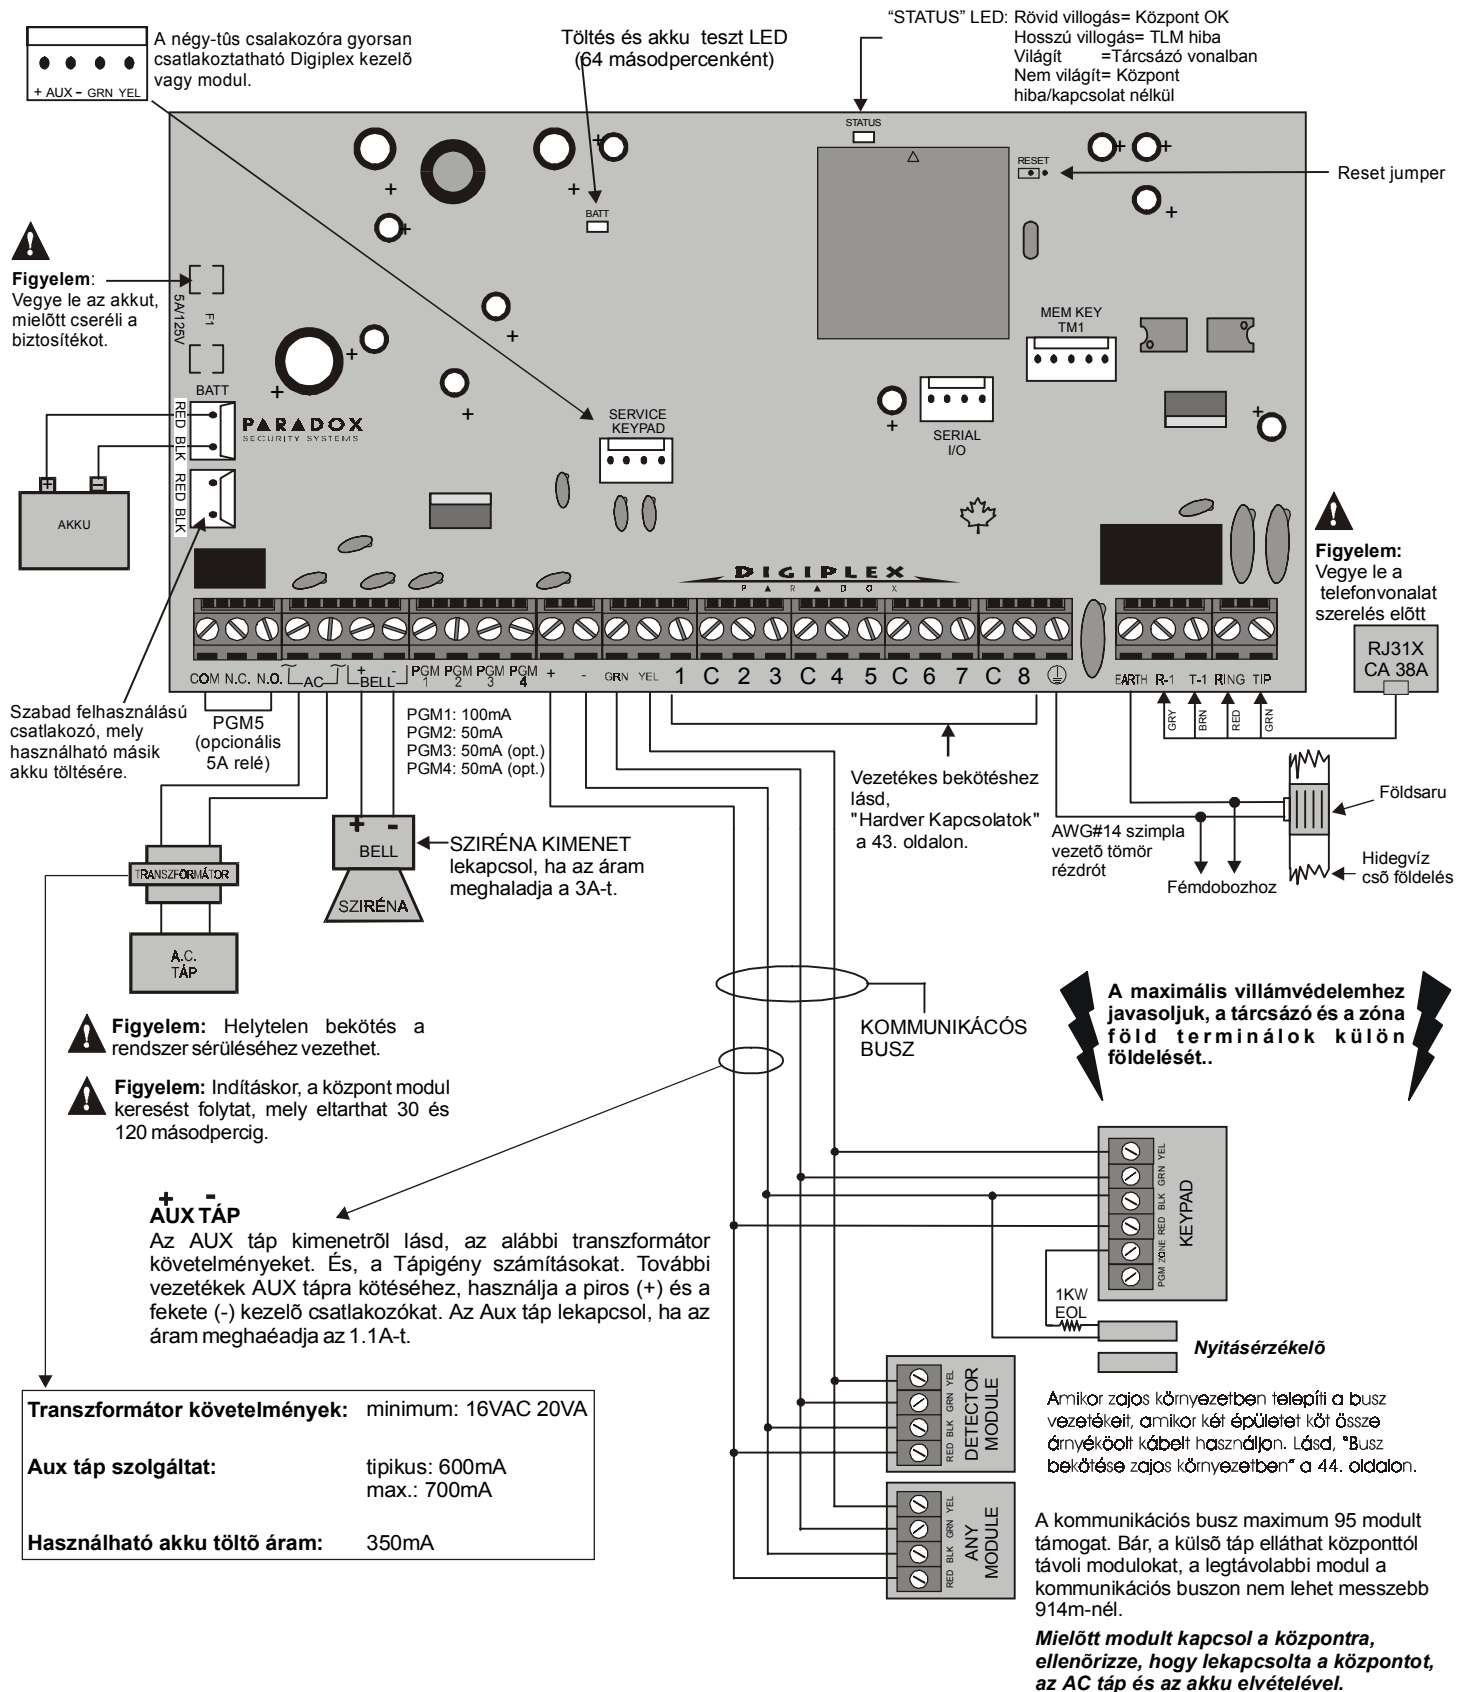 “STATUS” LED: Rövid villogás= Központ OK
Hosszú villogás= TLM hiba
Világít =Tárcsázó vonalban
Nem világít= Központ
hiba/kapcsolat nélkül
A négy-tûs csalakozóra gyorsan
csatlakoztatható Digiplex kezelõ
vagy modul.
+ AUX - GRN YEL
Töltés és akku teszt LED
(64 másodpercenként)
STATUS
RESET
Reset jumper
BATT
Figyelem:
Vegye le az akkut,
mielõtt cseréli a
biztosítékot.
5A/125V
F1
BATT
RED BLK
RED BLK
PARADOX
SECURITY SYSTEMS
+ -
AKKU
SERVICE
KEYPAD
SERIAL
I/O
MEM KEY
TM1
Figyelem:
Vegye le a
telefonvonalat
szerelés elõtt
RJ31X
CA 38A
DIGIPLEX
PARADOX
COM N.C. N.O. AC + BELL - PGM 1 PGM 2 PGM 3 PGM 4 + - GRN YEL 1 C 2 3 C 4 5 C 6 7 C 8 EARTH R-1 T-1 RING TIP
GRY BRN RED GRN
Szabad felhasználású
csatlakozó, mely
használható másik
akku töltésére.
PGM5
(opcionális
5A relé)
PGM1: 100mA
PGM2: 50mA
PGM3: 50mA (opt.)
PGM4: 50mA (opt.)
Vezetékes bekötéshez
lásd,
"Hardver Kapcsolatok"
a 43. oldalon.
AWG#14 szimpla
vezetõ tömör
rézdrót
Fémdobozhoz
Földsaru
Hidegvíz
csõ földelés
+ -
BELL
SZIRÉNA
SZIRÉNA KIMENET
lekapcsol, ha az áram
meghaladja a 3A-t.
TRANSZFORMÁTOR
A.C.
TÁP
KOMMUNIKÁCÓS
BUSZ
A maximális villámvédelemhez
javasoljuk, a tárcsázó és a zóna
föld terminálok külön
földelését..
Figyelem: Helytelen bekötés a
rendszer sérüléséhez vezethet.
Figyelem: Indításkor, a központ modul
keresést folytat, mely eltarthat 30 és
120 másodpercig.
+ -
AUX TÁP
Az AUX táp kimenetrõl lásd, az alábbi transzformátor
követelményeket. És, a Tápigény számításokat. További
vezetékek AUX tápra kötéséhez, használja a piros (+) és a
fekete (-) kezelõ csatlakozókat. Az Aux táp lekapcsol, ha az
áram meghaéadja az 1.1A-t.
PGM ZONE RED BLK GRN YEL
KEYPAD
1KW
EOL
Nyitásérzékelõ
RED BLK GRN YEL
DETECTOR
MODULE
RED BLK GRN YEL
ANY
MODULE
Transzformátor követelmények: minimum: 16VAC 20VA
Aux táp szolgáltat: tipikus: 600mA
max.: 700mA
Használható akku töltõ áram: 350mA
Amikor zajos környezetben telepíti a busz
vezetékeit, amikor két épületet köt össze
árnyékôolt kábelt használjon. Lásd, "Busz
bekötése zajos környezetben" a 44. oldalon.
A kommunikációs busz maximum 95 modult
támogat. Bár, a külsõ táp elláthat központtól
távoli modulokat, a legtávolabbi modul a
kommunikációs buszon nem lehet messzebb
914m-nél.
Mielõtt modult kapcsol a központra,
ellenõrizze, hogy lekapcsolta a központot,
az AC táp és az akku elvételével.